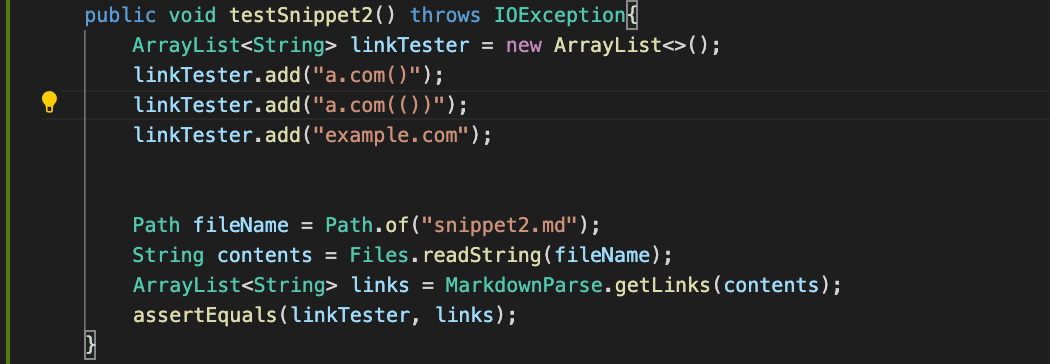 public void testSnippet2() throws IOException{
ArrayList<String> linkTester = new ArrayList<>();
linkTester.add("a.com()");
linkTester.add("a.com(())");
linkTester.add("example.com");
Path fileName = Path.of("snippet2.md");
String contents = Files.readString(fileName);
ArrayList<String> links = MarkdownParse.getLinks(contents);
assertEquals(linkTester, links);
}